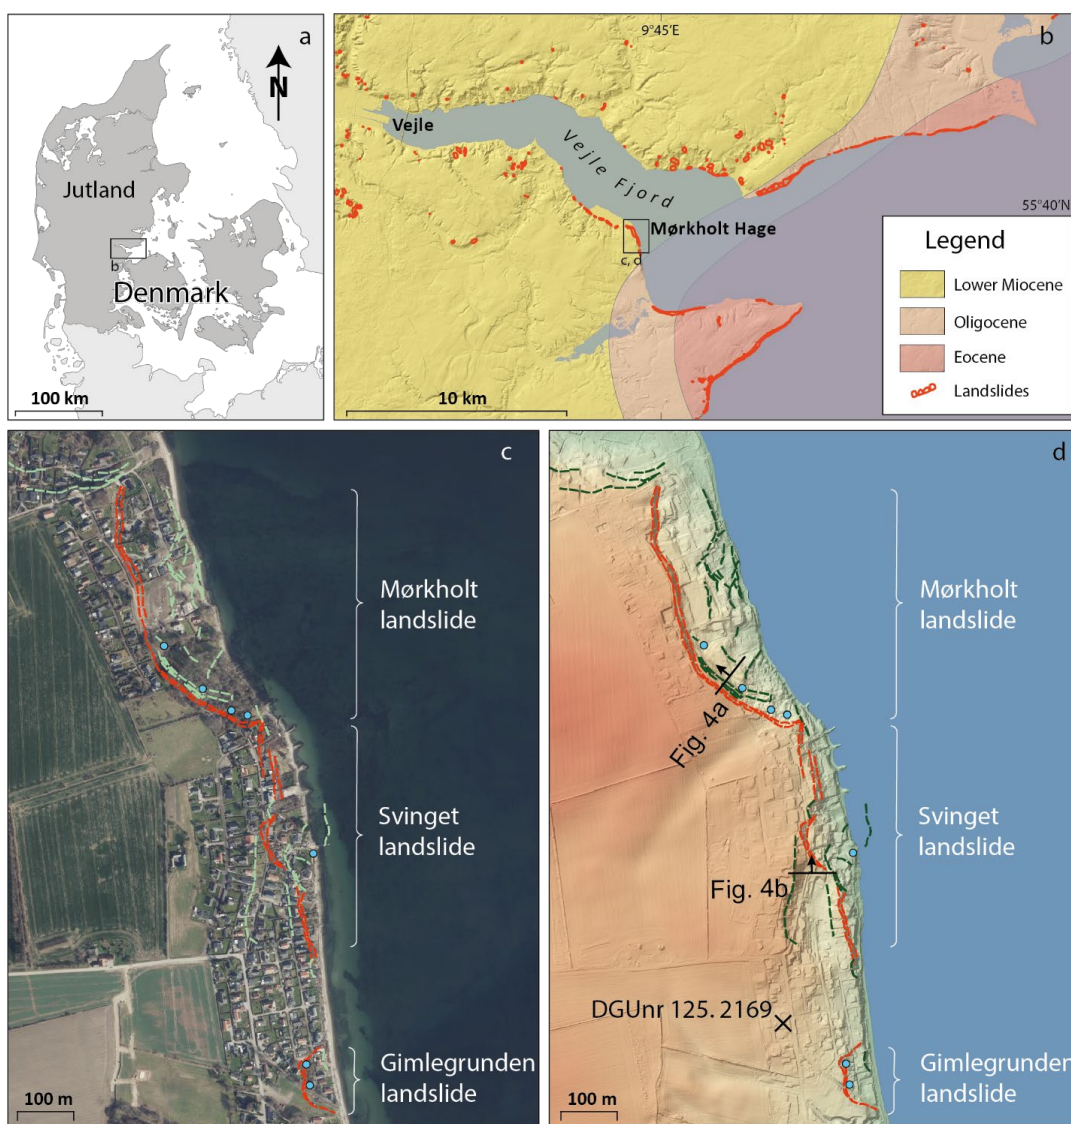 a
N
Jutland
b
Denmark
100 km
9°45'E
b
Vejle
Vejle Fjord
Mørkholt Hage
c, d
55°40'N
10 km
Legend
Lower Miocene
Oligocene
Eocene
Landslides
c
Mørkholt
landslide
Svinget
landslide
Gimlegrunden
landslide
100 m
d
Fig. 4a
Mørkholt
landslide
Svinget
landslide
Fig. 4b
DGUnr 125. 2169
Gimlegrunden
landslide
100 m